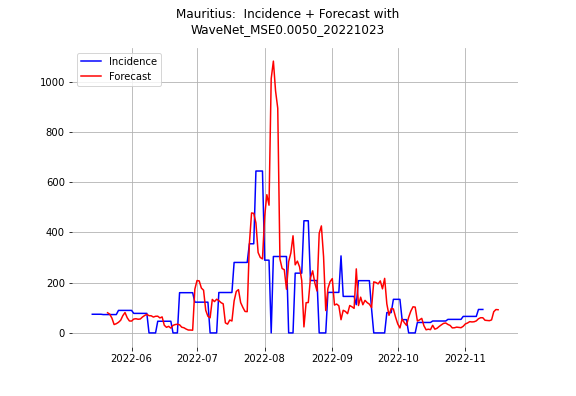 Mauritius:  Incidence + Forecast with
WaveNet_MSE0.0050_20221023
Incidence
Forecast
1000
800
600
400
200
0
2022-06 2022-07 2022-08 2022-09 2022-10 2022-11